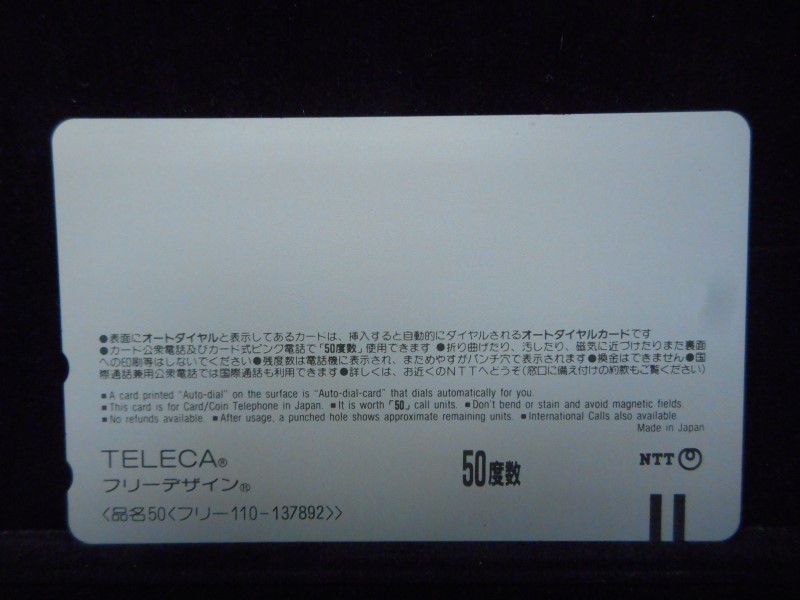 ●表面にオートダイヤルと表示してあるカードは、挿入すると自動的にダイヤルされるオートダイヤルカードです
●カード公衆電話及びカード式ピンク電話で「50度数」使用できます ●折り曲げたり、汚したり、磁気に近づけたりまた裏面
への印刷等はしないでください ●残度数は電話機に表示され、まためやすがパンチ穴で表示されます ●換金はできません ●国
際通話兼用公衆電話では国際通話も利用できます ●詳しくは、お近くのNTTへどうぞ(窓口に備え付けの約款もご覧ください)
■A card printed "Auto-dial" on the surface is "Auto-dial-card" that dials automatically for you.
■This card is for Card/Coin Telephone in Japan. ■It is worth「50」call units. ■Don't bend or stain and avoid magnetic fields.
■No refunds available. ■After usage, a punched hole shows approximate remaining units. ■International Calls also available.
Made in Japan
TELECA®
フリーデザイン®
〈品名50〈フリー110-137892〉〉
50度数
NTT